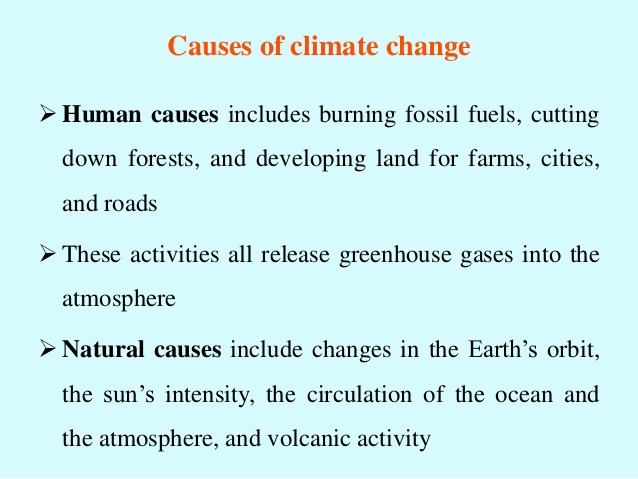 Causes of climate change
➢ Human causes includes burning fossil fuels, cutting
down forests, and developing land for farms, cities,
and roads
➢ These activities all release greenhouse gases into the
atmosphere
➢ Natural causes include changes in the Earth’s orbit,
the sun’s intensity, the circulation of the ocean and
the atmosphere, and volcanic activity